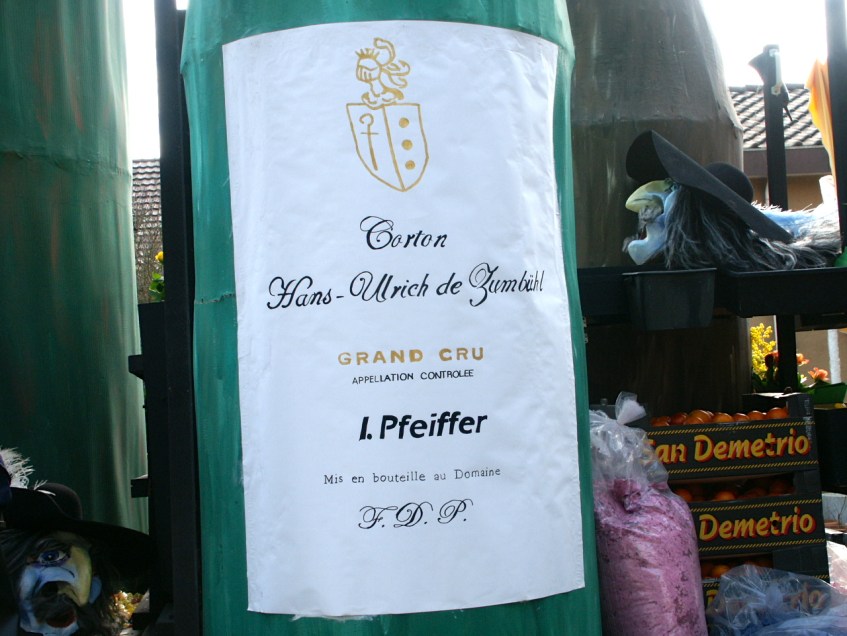 Corton
Hans-Ulrich de Zumbühl
GRAND CRU
APPELLATION CONTROLEE
I. Pfeiffer
Mis en bouteille au Domaine
F. D. P.
San Demetrio
Demetrio